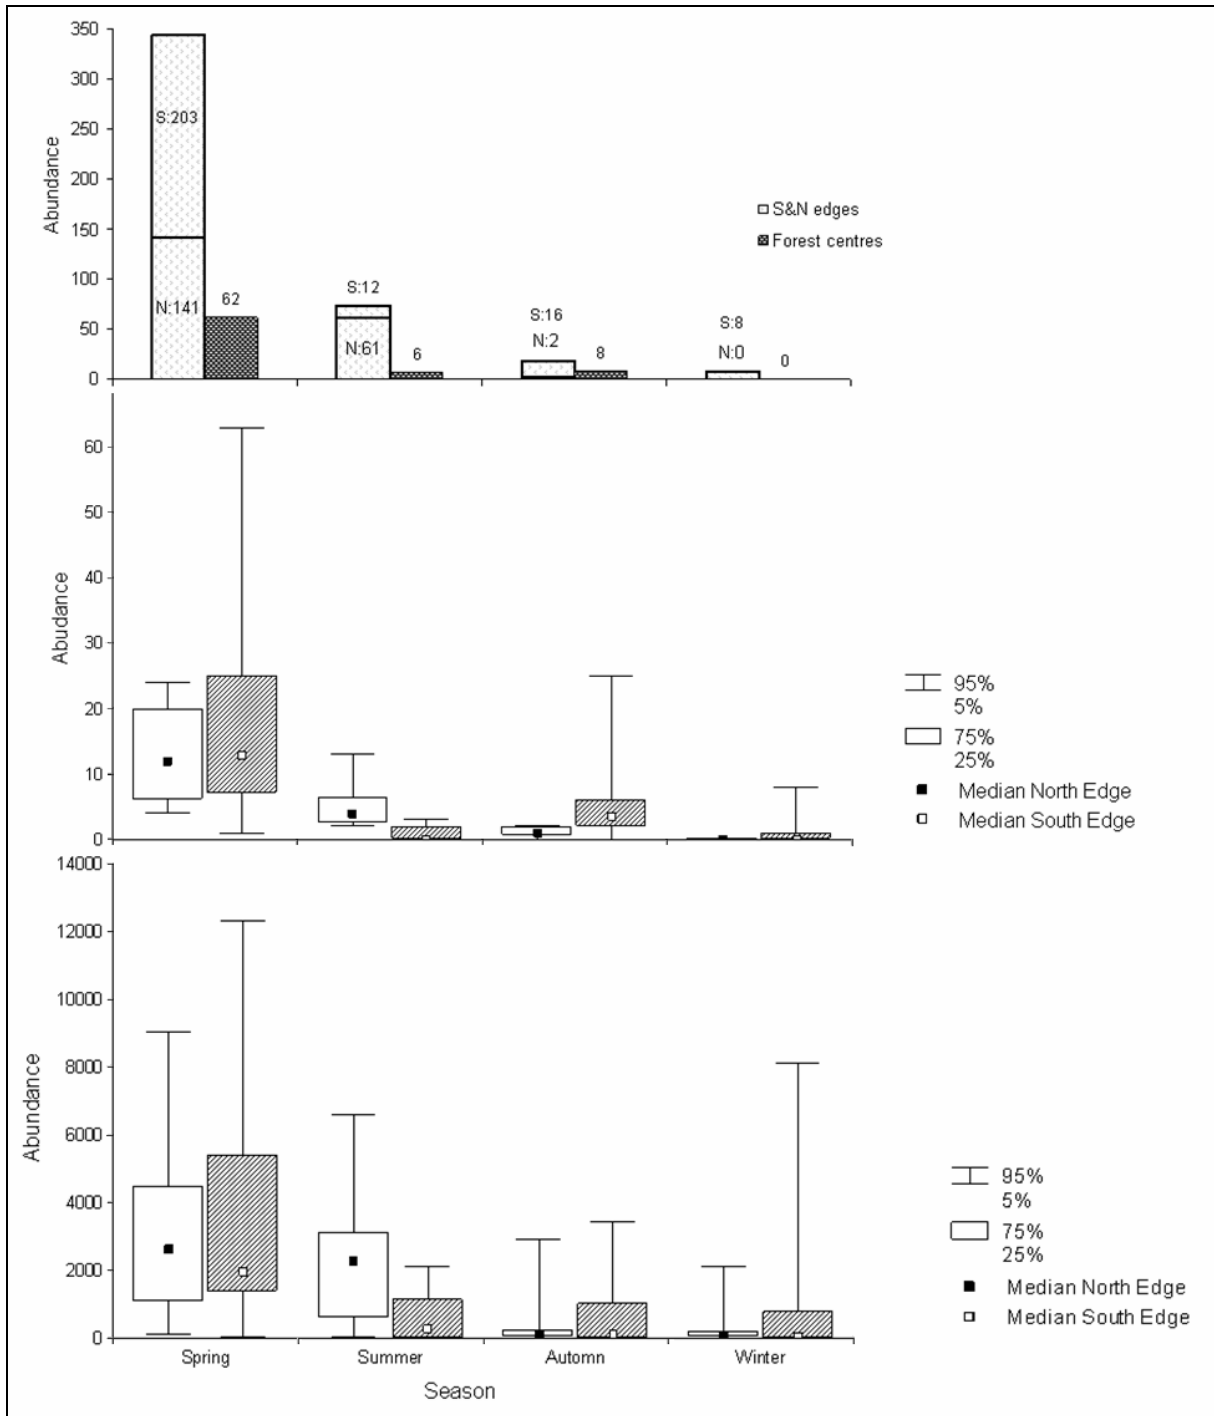 350
300
250
200
150
100
50
0
Abundance
S:203
N:141
62
S:12
N:61
6
S:16
N:2
8
S:8
N:0
0
S&N edges
Forest centres
60
50
40
30
20
10
0
Abudance
95%
5%
75%
25%
Median North Edge
Median South Edge
14000
12000
10000
8000
6000
4000
2000
0
Abundance
95%
5%
75%
25%
Median North Edge
Median South Edge
Spring Summer Automn Winter
Season